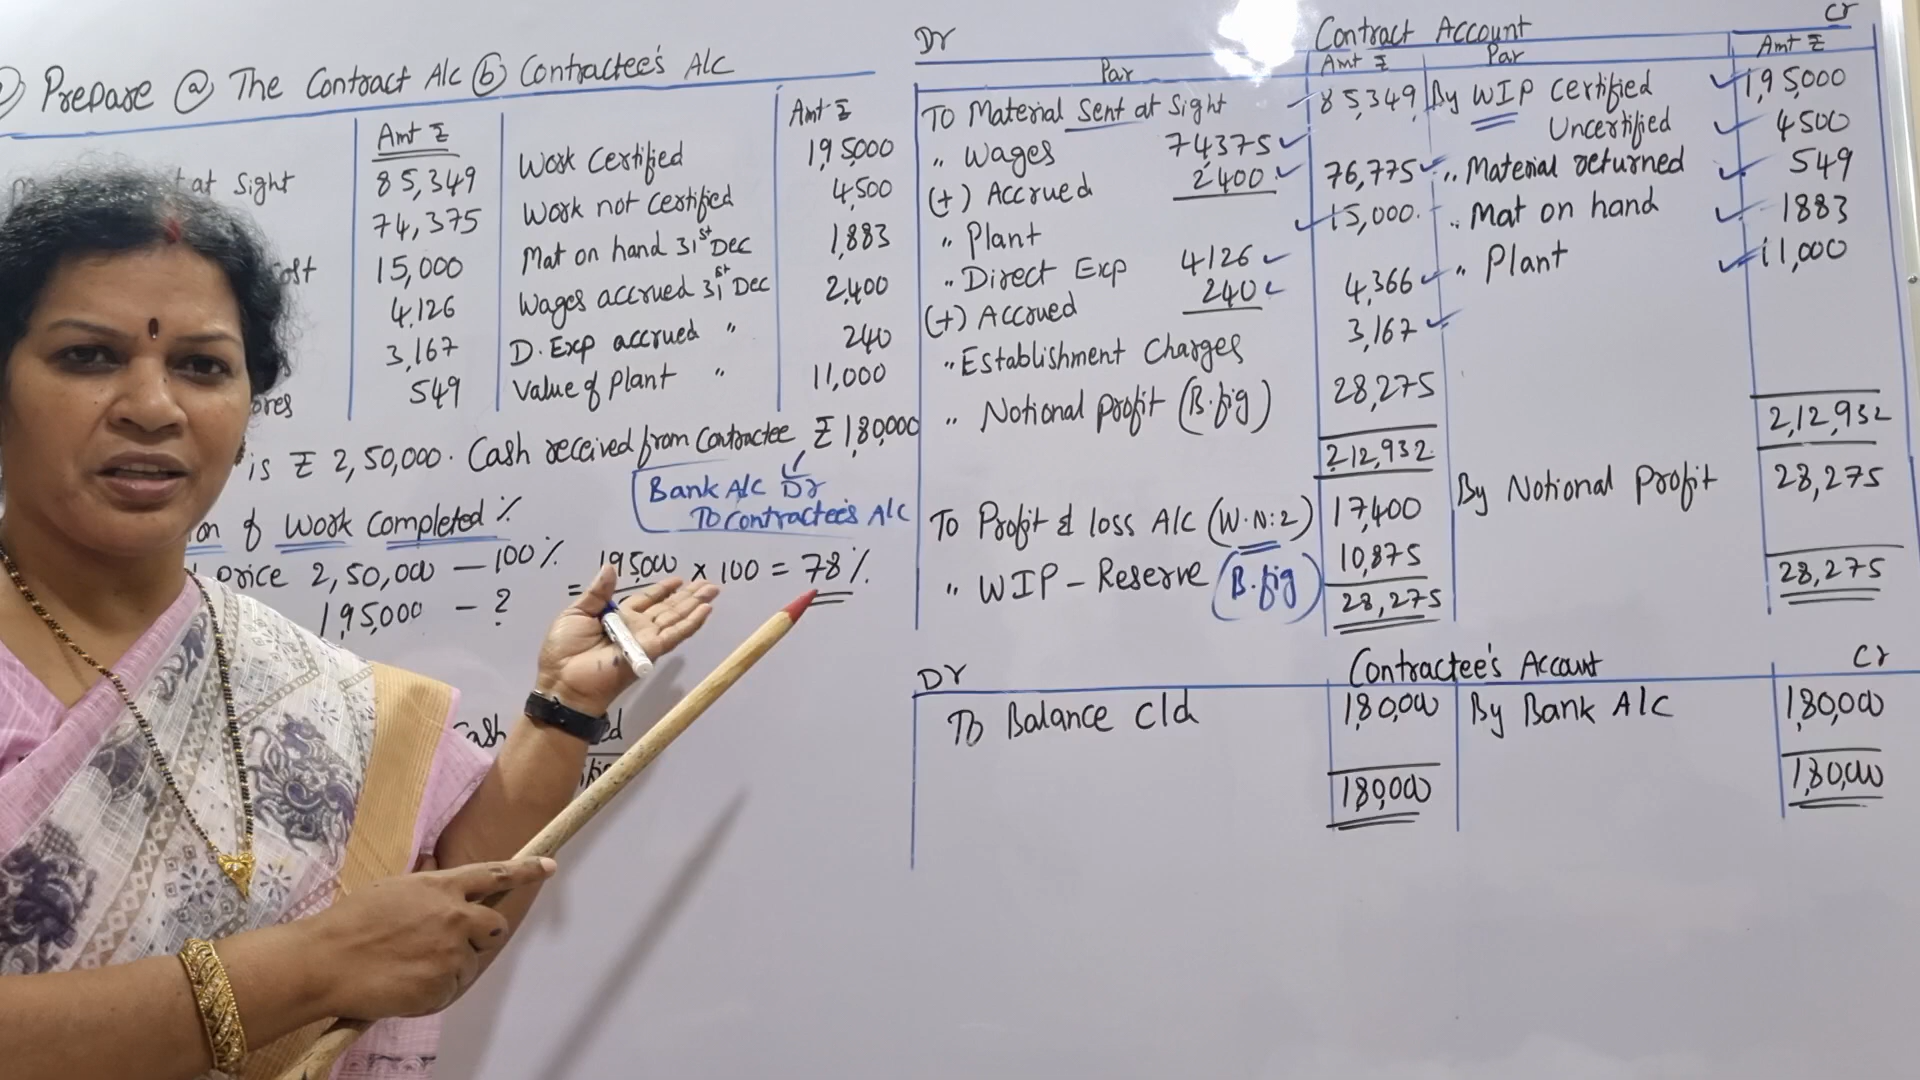 Prepare ⓐ The Contract A/c ⓑ Contractee's A/c
Amt ₹
Amt ₹
at Sight 85,349 Work Certified 1,95,000
74,375 Work not Certified 4,500
15,000 Mat on hand 31st Dec 1,883
4,126 Wages accrued 31st Dec 2,400
3,167 D. Exp accrued " 240
549 Value of Plant " 11,000
is ₹ 2,50,000. Cash received from Contractee ₹ 1,80,000
Bank A/c Dr
To Contractee's A/c
of Work Completed %
price 2,50,000 — 100%
1,95,000 — ?
= 195000 × 100 = 78%
Cash
Dr Contract Account Cr
Par Amt ₹ Par Amt ₹
To Material Sent at Sight 85,349 By WIP Certified 1,95,000
Uncertified 4500
" Wages 74375
(+) Accrued 2400 76,775 " Material returned 549
" Plant 15,000 " Mat on hand 1883
" Direct Exp 4126 " Plant 11,000
(+) Accrued 240 4,366
" Establishment Charges 3,167
" Notional profit (B.fig) 28,275
212,932 2,12,932
To Profit & loss A/c (W.N:2) 17,400 By Notional Profit 28,275
" WIP - Reserve (B.fig) 10,875
28,275 28,275
Dr Contractee's Account Cr
To Balance c/d 1,80,000 By Bank A/c 1,80,000
1,80,000 1,80,000